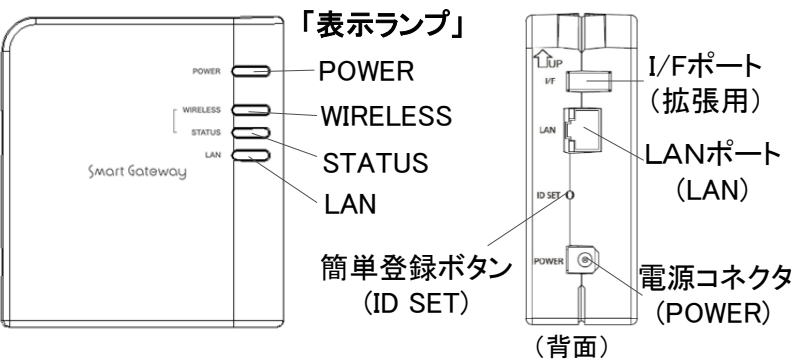 「表示ランプ」
POWER
WIRELESS
STATUS
LAN
Smart Gateway
POWER
WIRELESS
STATUS
LAN
UP
I/F
LAN
ID SET
POWER
I/Fポート
(拡張用)
LANポート
(LAN)
簡単登録ボタン
(ID SET)
電源コネクタ
(POWER)
(背面)